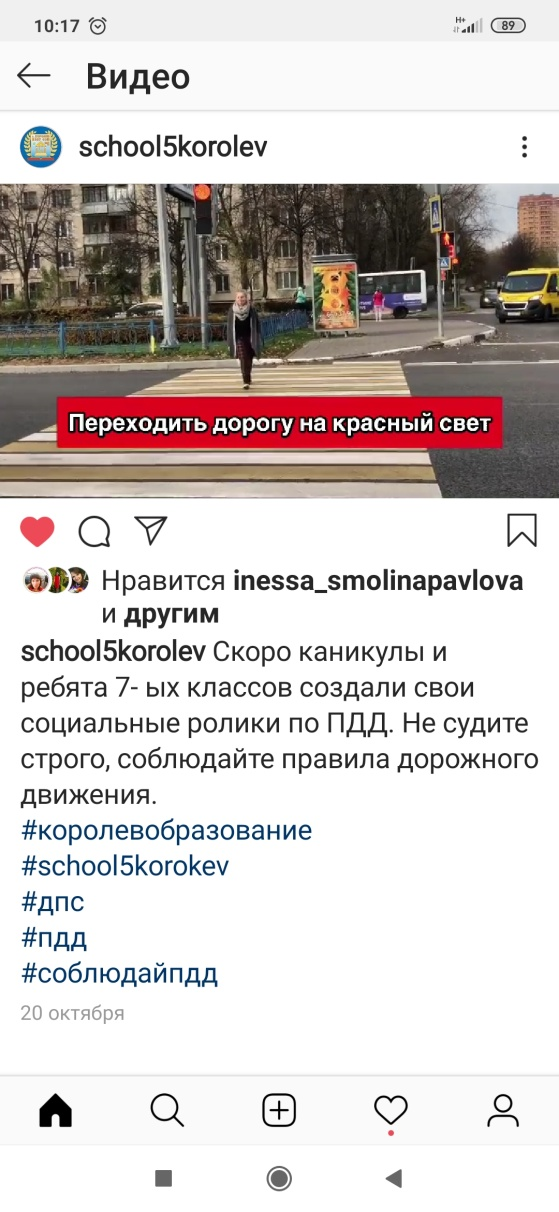 10:17
H+
89
Видео
school5korolev
Переходить дорогу на красный свет
Нравится inessa_smolinapavlova
и другим
school5korolev Скоро каникулы и
ребята 7- ых классов создали свои
социальные ролики по ПДД. Не судите
строго, соблюдайте правила дорожного
движения.
#королевобразование
#school5korokev
#дпс
#пдд
#соблюдайпдд
20 октября